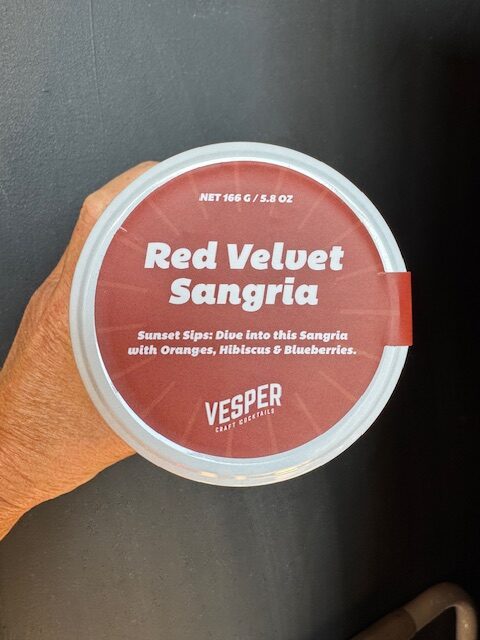 NET 166 G / 5.8 OZ
Red Velvet
Sangria
Sunset Sips: Dive into this Sangria
with Oranges, Hibiscus & Blueberries.
VESPER
CRAFT COCKTAILS